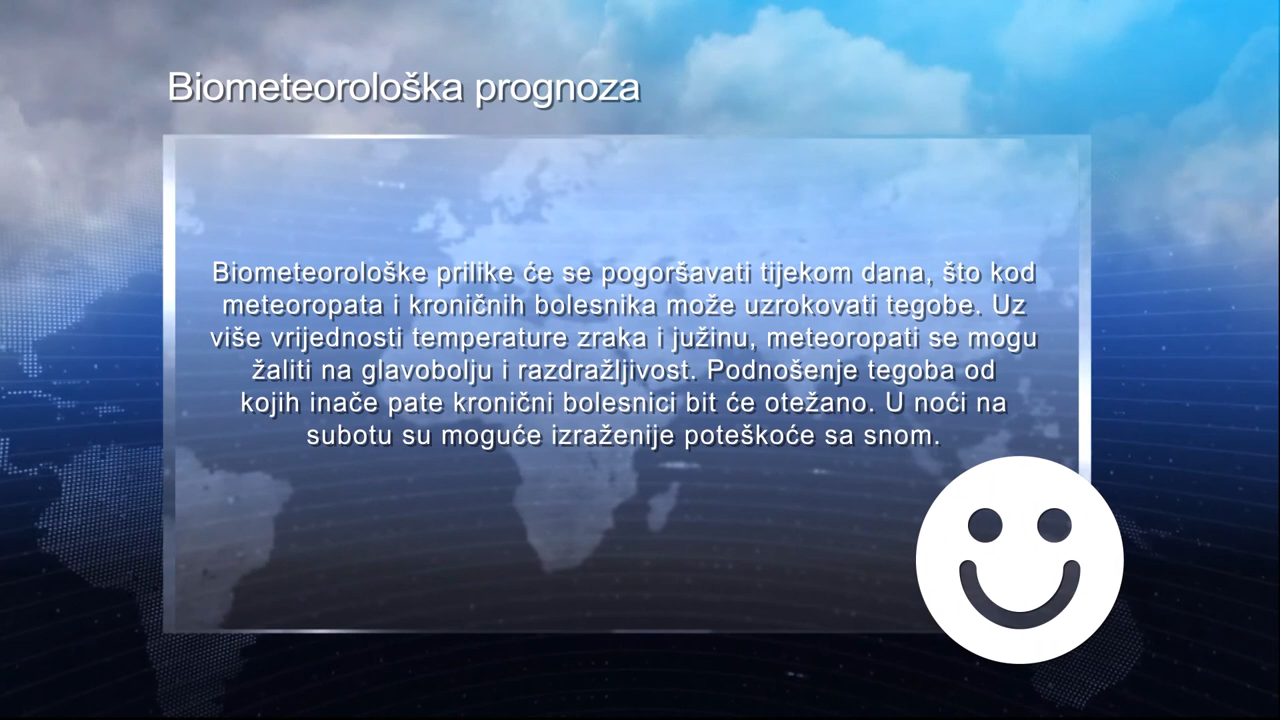 Biometeorološka prognoza
Biometeorološke prilike će se pogoršavati tijekom dana, što kod
meteoropata i kroničnih bolesnika može uzrokovati tegobe. Uz
više vrijednosti temperature zraka i južinu, meteoropati se mogu
žaliti na glavobolju i razdražljivost. Podnošenje tegoba od
kojih inače pate kronični bolesnici bit će otežano. U noći na
subotu su moguće izraženije poteškoće sa snom.